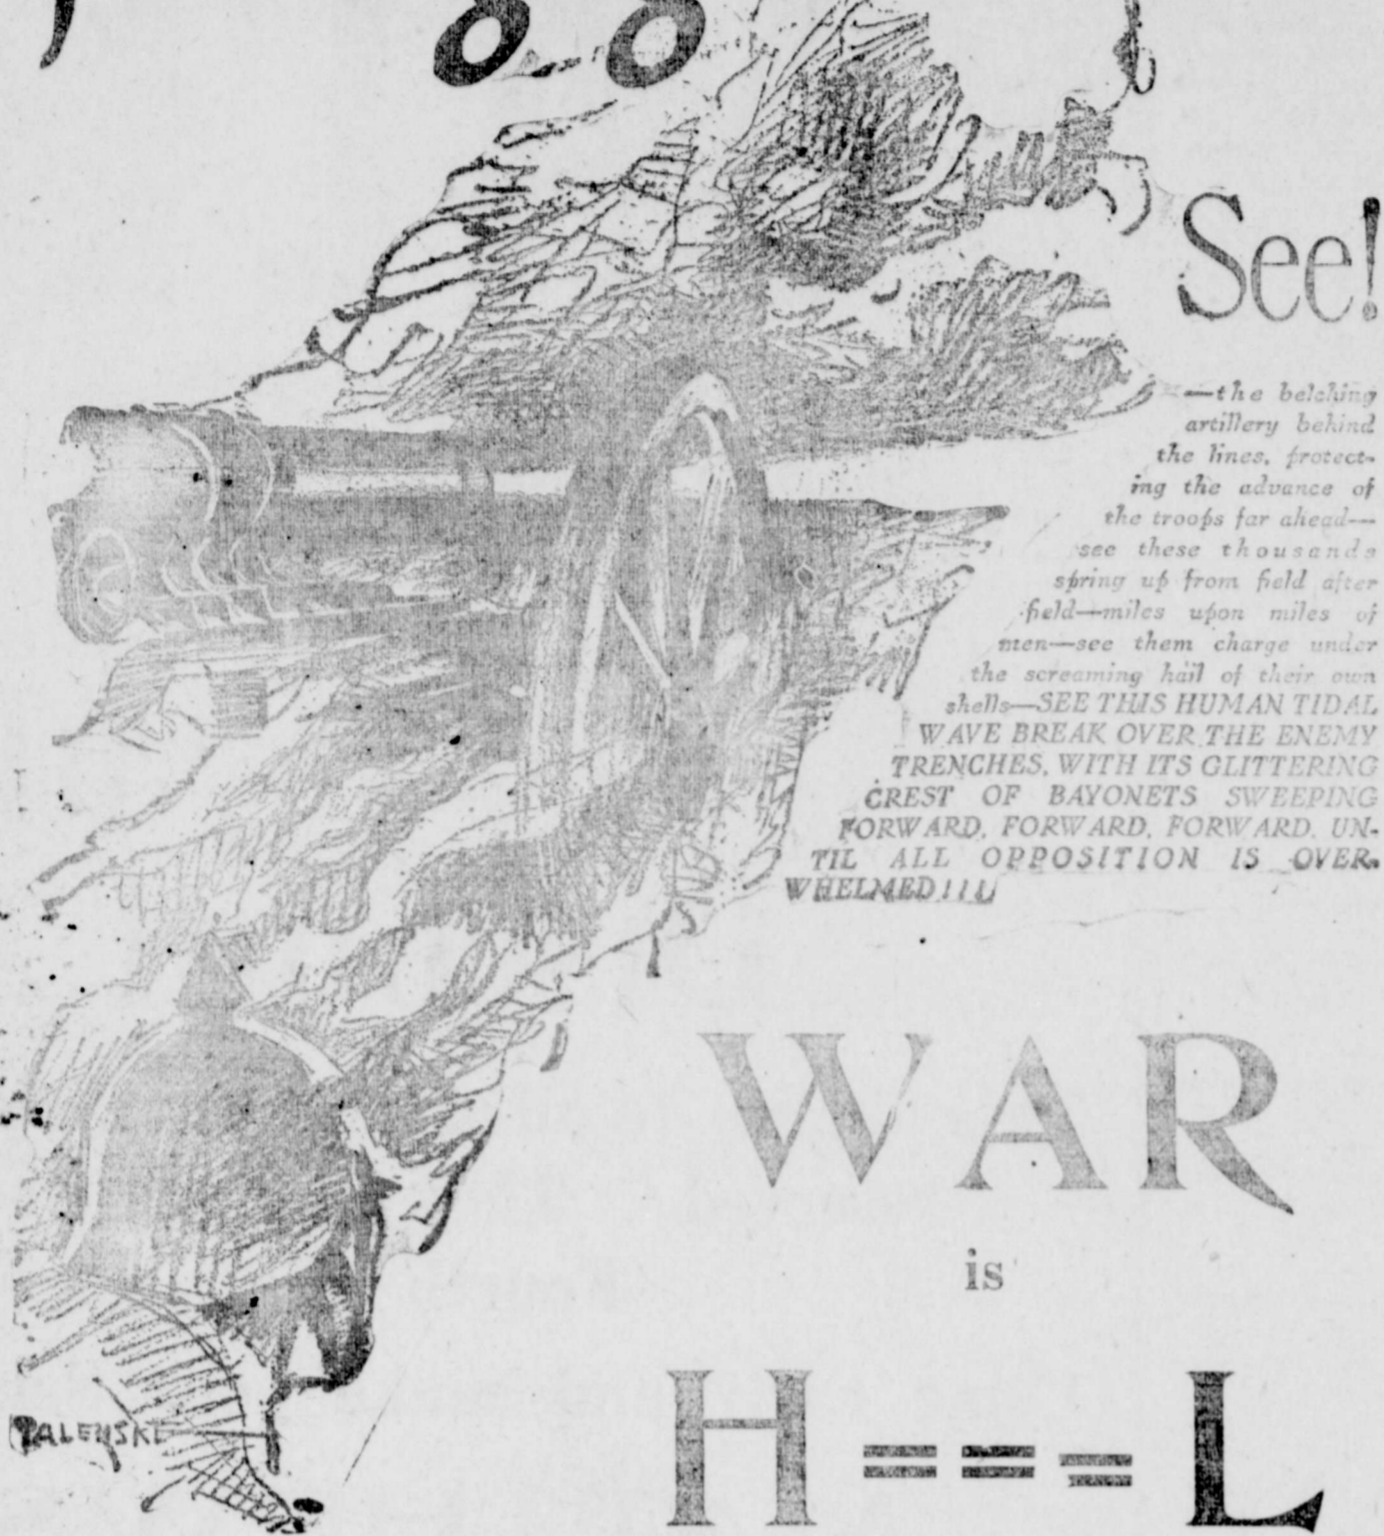 See!
—the belching
artillery behind
the lines, protect-
ing the advance of
the troops far ahead—
see these thousands
spring up from field after
field—miles upon miles of
men—see them charge under
the screaming hail of their own
shells—SEE THIS HUMAN TIDAL
WAVE BREAK OVER THE ENEMY
TRENCHES, WITH ITS GLITTERING
CREST OF BAYONETS SWEEPING
FORWARD, FORWARD, FORWARD, UN-
TIL ALL OPPOSITION IS OVER-
WHELMED!!!!
WAR
is
H===L
PALENSKE